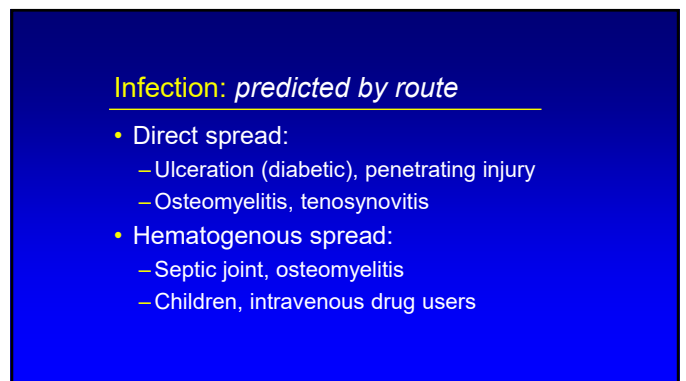 Infection: predicted by route
• Direct spread:
–Ulceration (diabetic), penetrating injury
–Osteomyelitis, tenosynovitis
• Hematogenous spread:
–Septic joint, osteomyelitis
–Children, intravenous drug users